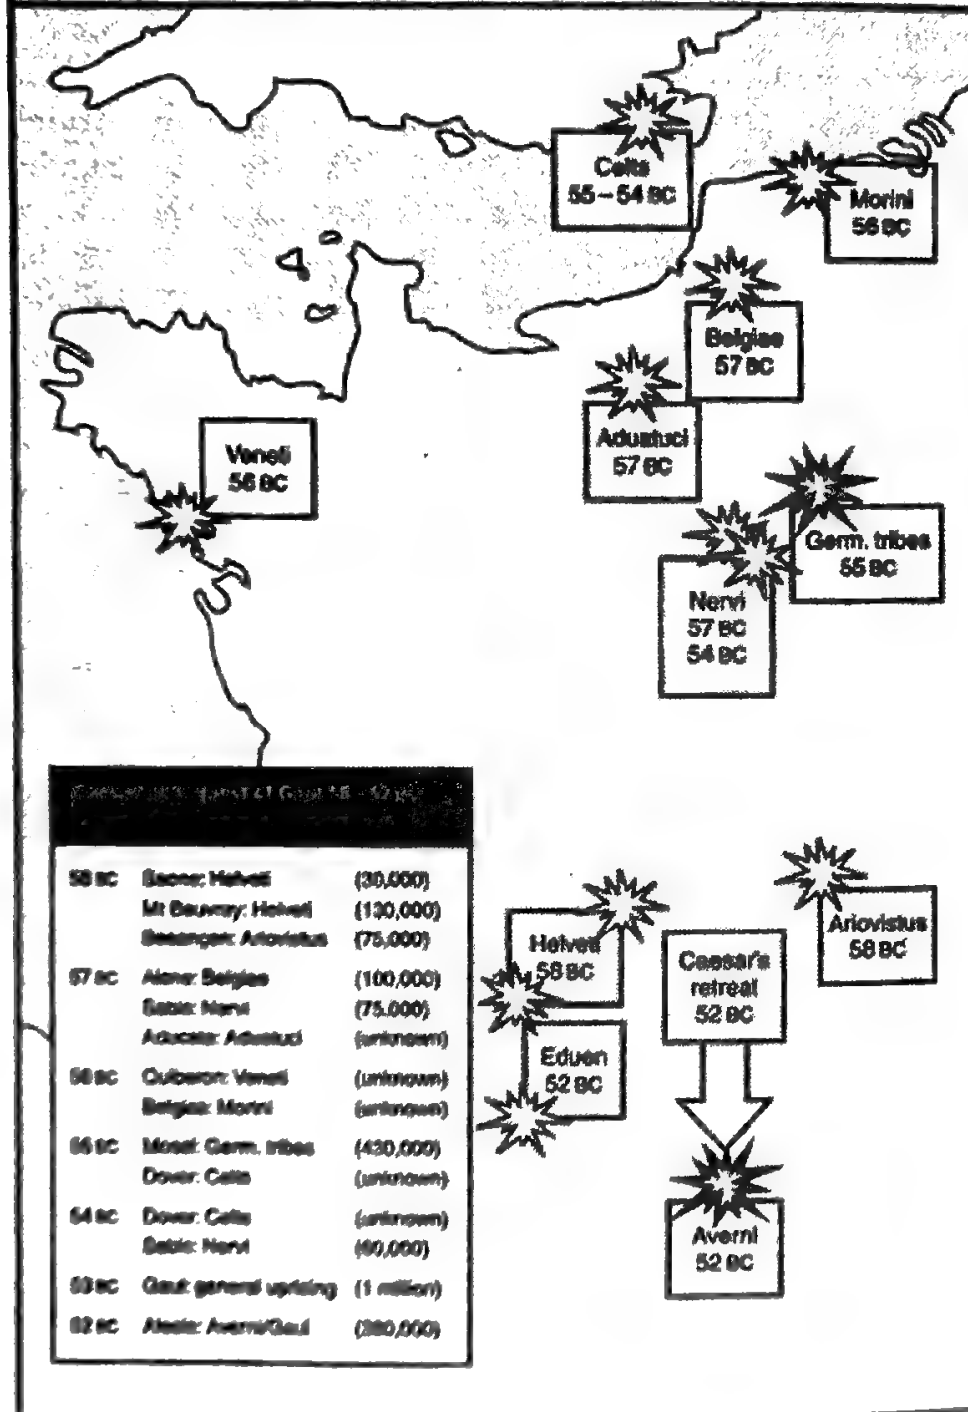 Celts
55 – 54 BC
Morini
56 BC
Belgiae
57 BC
Aduatuci
57 BC
Veneti
56 BC
Germ. tribes
55 BC
Nervi
57 BC
54 BC
58 BC Saone: Helveti (30,000)
Mt Beuvray: Helveti (130,000)
Besançon: Ariovistus (75,000)
57 BC Belgiae (100,000)
Sabis: Nervi (75,000)
Aducata: Aduatuci (unknown)
56 BC Quiberon: Veneti (unknown)
Belgiae: Morini (unknown)
55 BC Mosel: Germ. tribes (430,000)
Dover: Celts (unknown)
54 BC Dover: Celts (unknown)
Sabis: Nervi (60,000)
53 BC Gaul: general uprising (1 million)
52 BC Alesia: Averni/Gaul
Helveti
58 BC
Eduen
52 BC
Caesar's
retreat
52 BC
Ariovistus
58 BC
Averni
52 BC